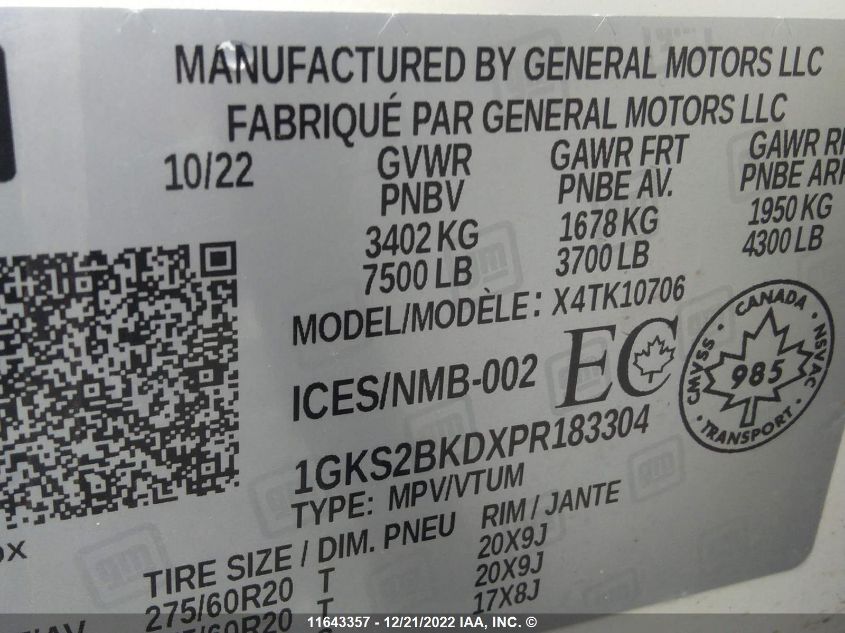 MANUFACTURED BY GENERAL MOTORS LLC
FABRIQUÉ PAR GENERAL MOTORS LLC
10/22 GVWR GAWR FRT GAWR
PNBV PNBE AV. PNBE
3402 KG 1678 KG 1950 KG
7500 LB 3700 LB 4300 LB
MODEL/MODÈLE: X4TK10706
ICES/NMB-002 EC
CANADA
CMVSS · NSVAC
985
· TRANSPORT ·
1GKS2BKDXPR183304
TYPE: MPV/VTUM
TIRE SIZE / DIM. PNEU RIM / JANTE
275/60R20 T 20X9J
T 20X9J
17X8J
11643357 - 12/21/2022 IAA, INC. ©